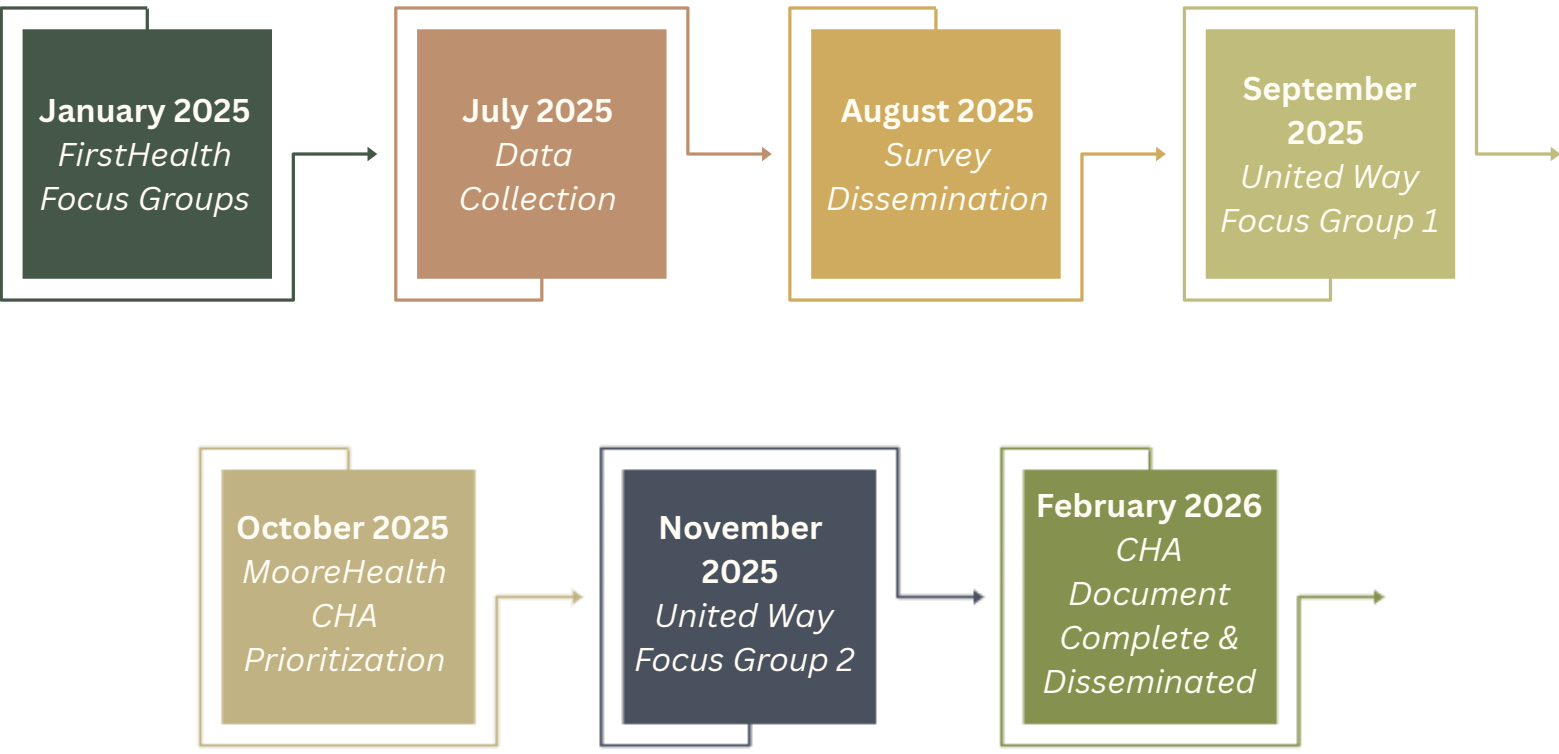 January 2025
FirstHealth
Focus Groups
July 2025
Data
Collection
August 2025
Survey
Dissemination
September
2025
United Way
Focus Group 1
October 2025
MooreHealth
CHA
Prioritization
November
2025
United Way
Focus Group 2
February 2026
CHA
Document
Complete &
Disseminated